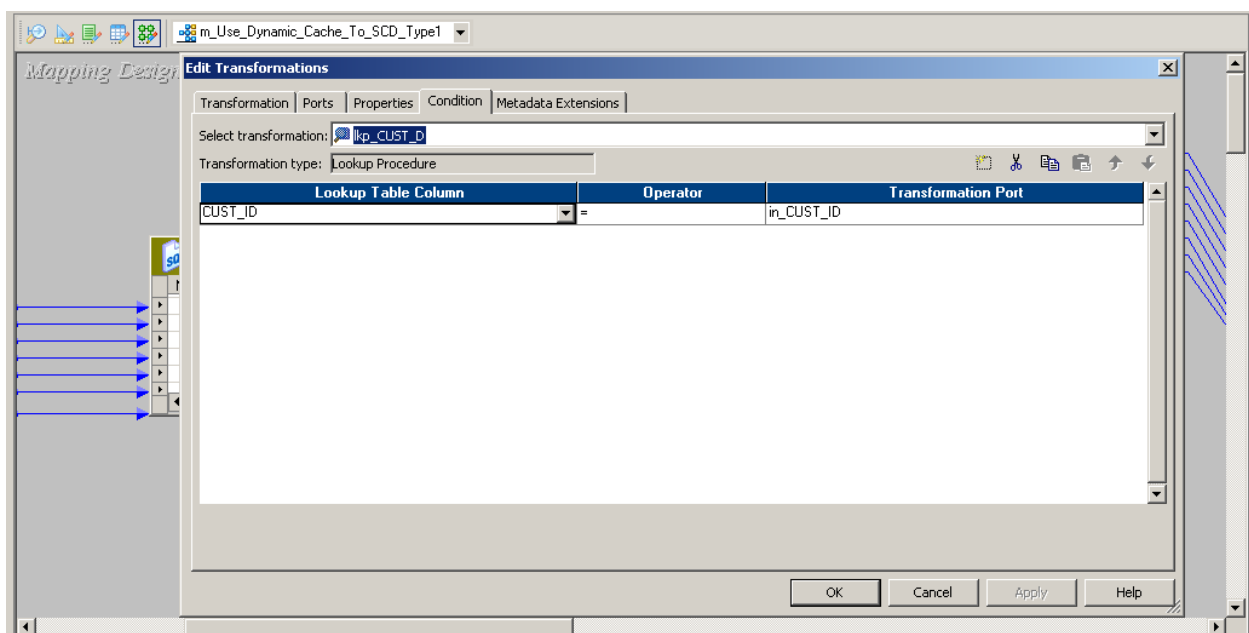 m_Use_Dynamic_Cache_To_SCD_Type1
Mapping Design
Edit Transformations
Transformation Ports Properties Condition Metadata Extensions
Select transformation: lkp_CUST_D
Transformation type: Lookup Procedure
Lookup Table Column Operator Transformation Port
CUST_ID = in_CUST_ID
OK Cancel Apply Help